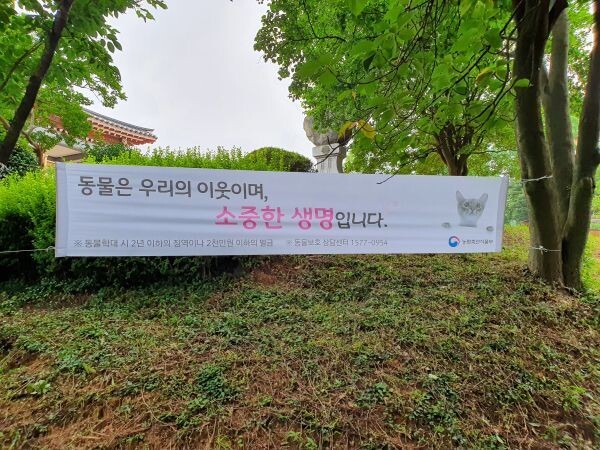 동물은 우리의 이웃이며,
소중한 생명입니다.
※ 동물학대 시 2년 이하의 징역이나 2천만원 이하의 벌금 ※ 동물보호 상담센터 1577-0954
농림축산식품부